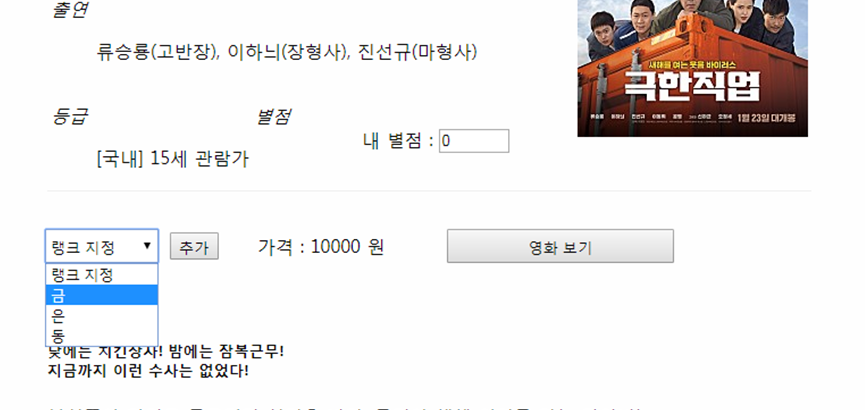 출연
류승룡(고반장), 이하늬(장형사), 진선규(마형사)
새해를 여는 웃음 바이러스
극한직업
1월 23일 대개봉
등급
별점
내 별점 : 0
[국내] 15세 관람가
랭크 지정
추가
가격 : 10000 원
영화 보기
랭크 지정
금
은
동
낮에는 치킨장사! 밤에는 잠복근무!
지금까지 이런 수사는 없었다!